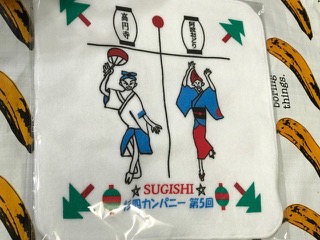 高円寺
阿波おどり
SUGISHI
杉四カンパニー 第5回
boring
things.